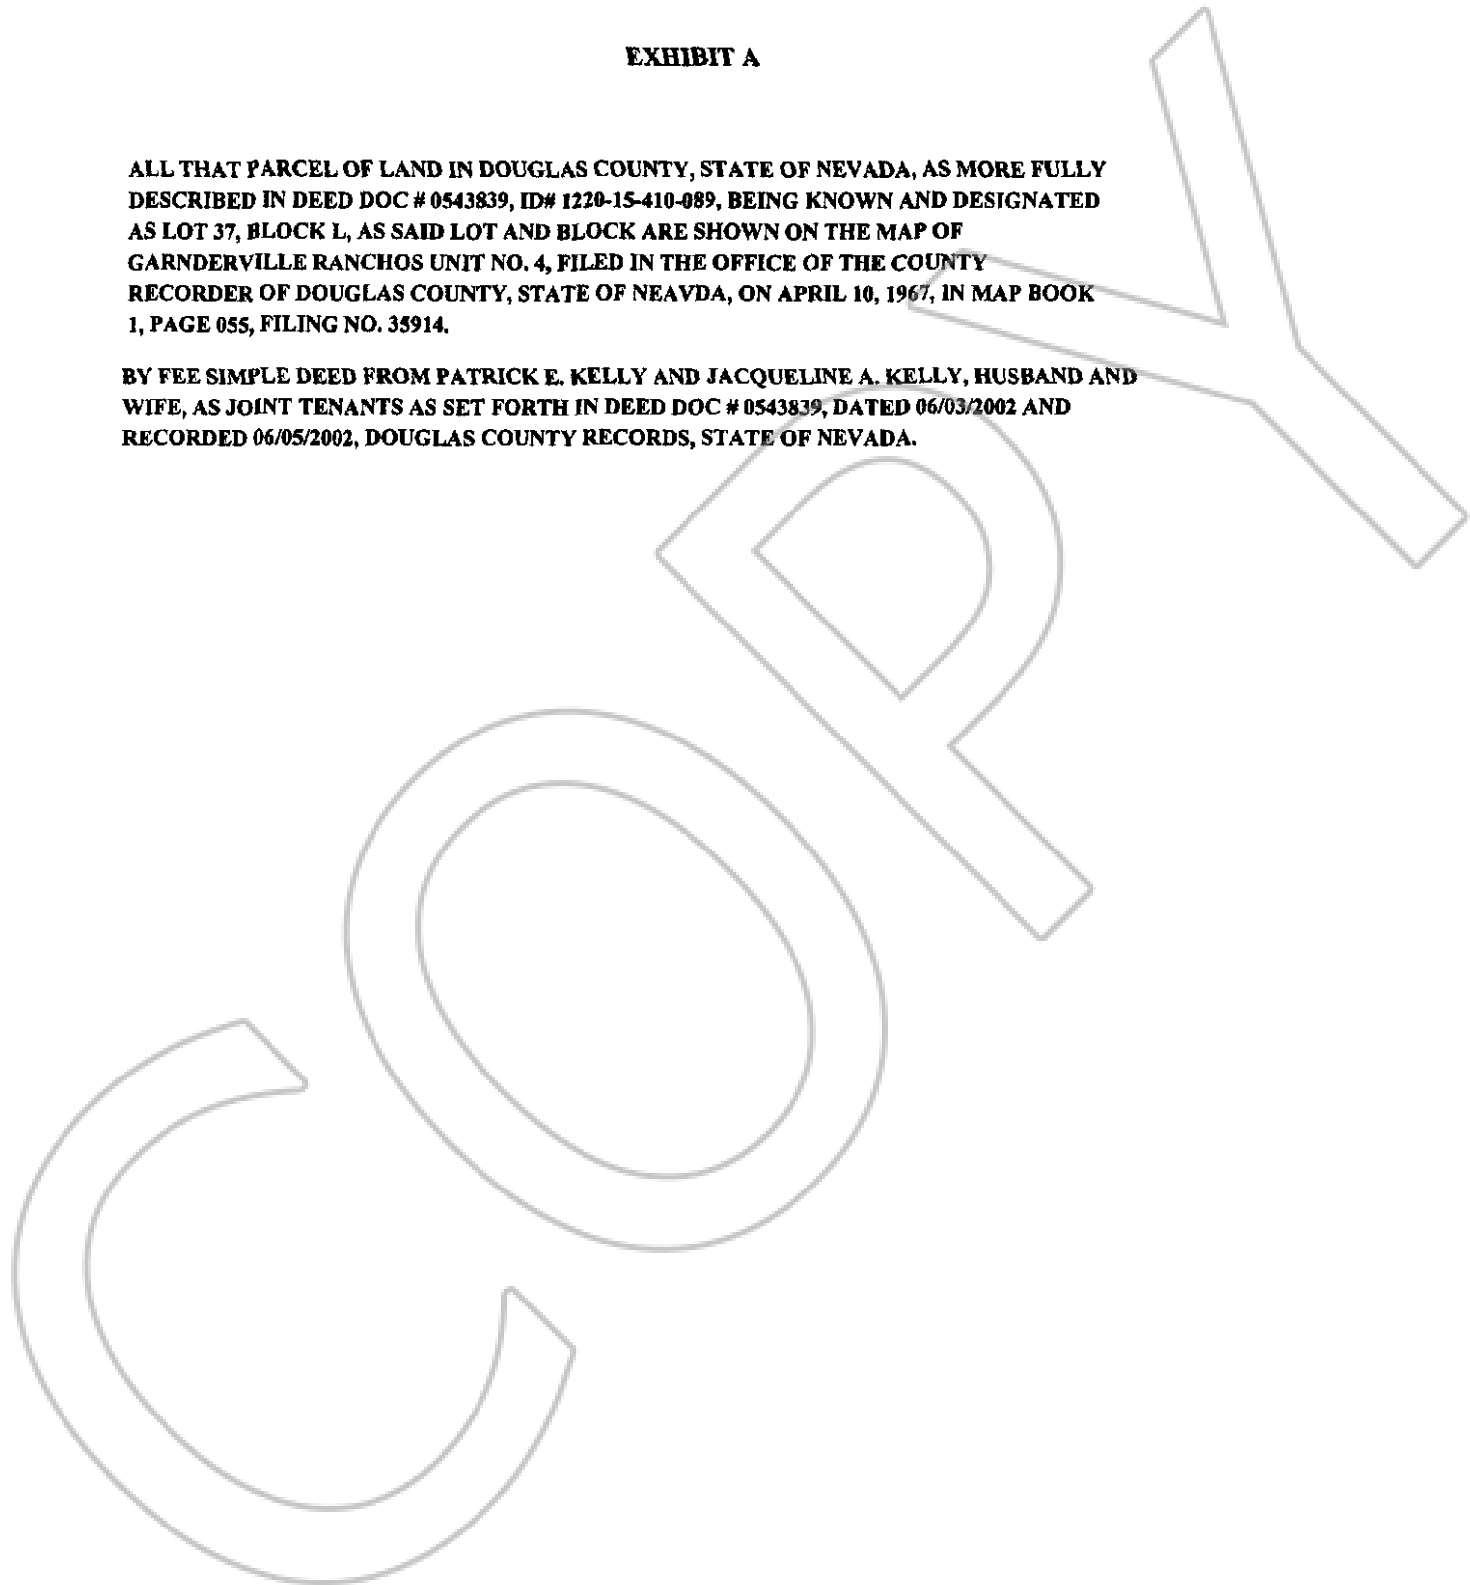 EXHIBIT A
ALL THAT PARCEL OF LAND IN DOUGLAS COUNTY, STATE OF NEVADA, AS MORE FULLY
DESCRIBED IN DEED DOC # 0543839, ID# 1220-15-410-089, BEING KNOWN AND DESIGNATED
AS LOT 37, BLOCK L, AS SAID LOT AND BLOCK ARE SHOWN ON THE MAP OF
GARNDERVILLE RANCHOS UNIT NO. 4, FILED IN THE OFFICE OF THE COUNTY
RECORDER OF DOUGLAS COUNTY, STATE OF NEAVDA, ON APRIL 10, 1967, IN MAP BOOK
1, PAGE 055, FILING NO. 35914.
BY FEE SIMPLE DEED FROM PATRICK E. KELLY AND JACQUELINE A. KELLY, HUSBAND AND
WIFE, AS JOINT TENANTS AS SET FORTH IN DEED DOC # 0543839, DATED 06/03/2002 AND
RECORDED 06/05/2002, DOUGLAS COUNTY RECORDS, STATE OF NEVADA.
COPY